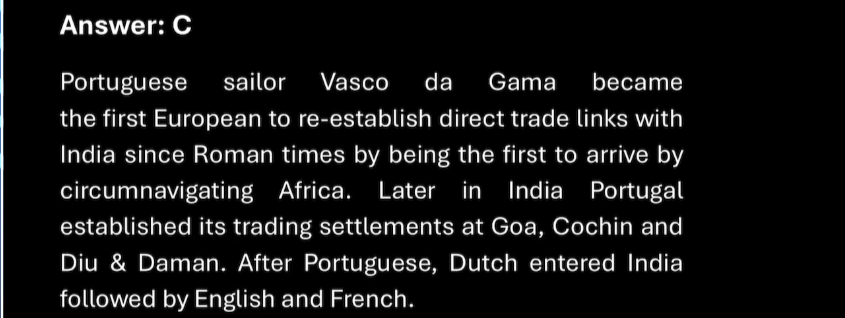 Answer: C
Portuguese sailor Vasco da Gama became
the first European to re-establish direct trade links with
India since Roman times by being the first to arrive by
circumnavigating Africa. Later in India Portugal
established its trading settlements at Goa, Cochin and
Diu & Daman. After Portuguese, Dutch entered India
followed by English and French.